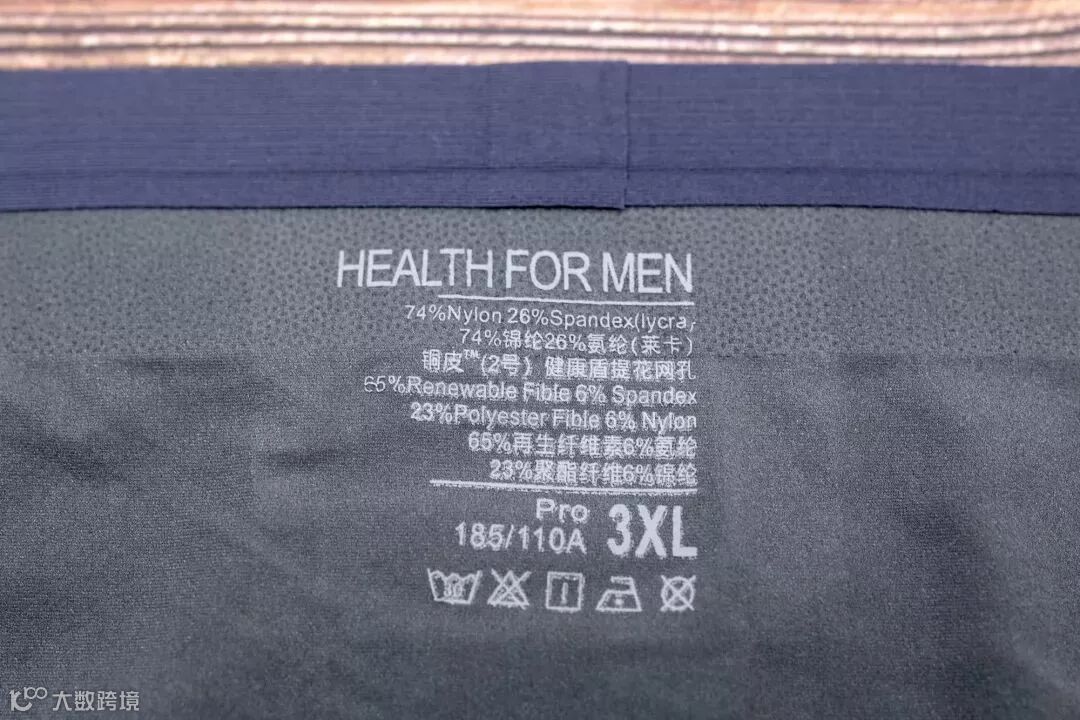 HEALTH FOR MEN
74%Nylon 26%Spandex(lycra)
74%锦纶26%氨纶(莱卡)
铜皮™(2号) 健康盾提花网孔
65%Renewable Fible 6% Spandex
23%Polyester Fible 6% Nylon
65%再生纤维素6%氨纶
23%聚酯纤维6%锦纶
Pro
185/110A 3XL
30
大数跨境